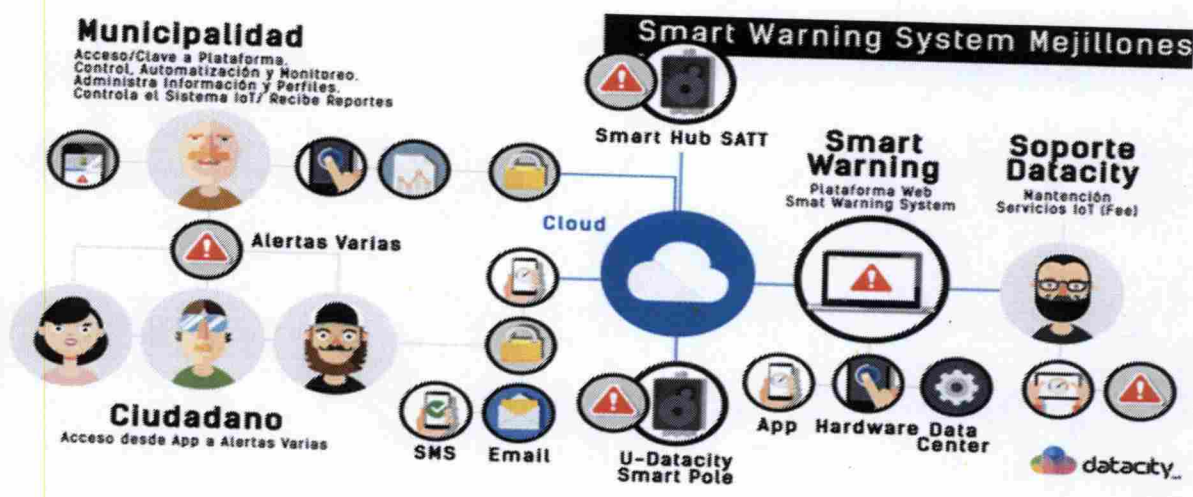 Municipalidad
Acceso/Clave a Plataforma.
Control, Automatización y Monitoreo.
Administra Información y Perfiles.
Controla el Sistema IoT/ Recibe Reportes
Smart Warning System Mejillones
Smart Hub SATT
Smart
Warning
Plataforma Web
Smat Warning System
Soporte
Datacity
Mantención
Servicios IoT (Fee)
Cloud
Alertas Varias
Ciudadano
Acceso desde App a Alertas Varias
SMS
Email
U-Datacity
Smart Pole
App
Hardware
Data
Center
datacity